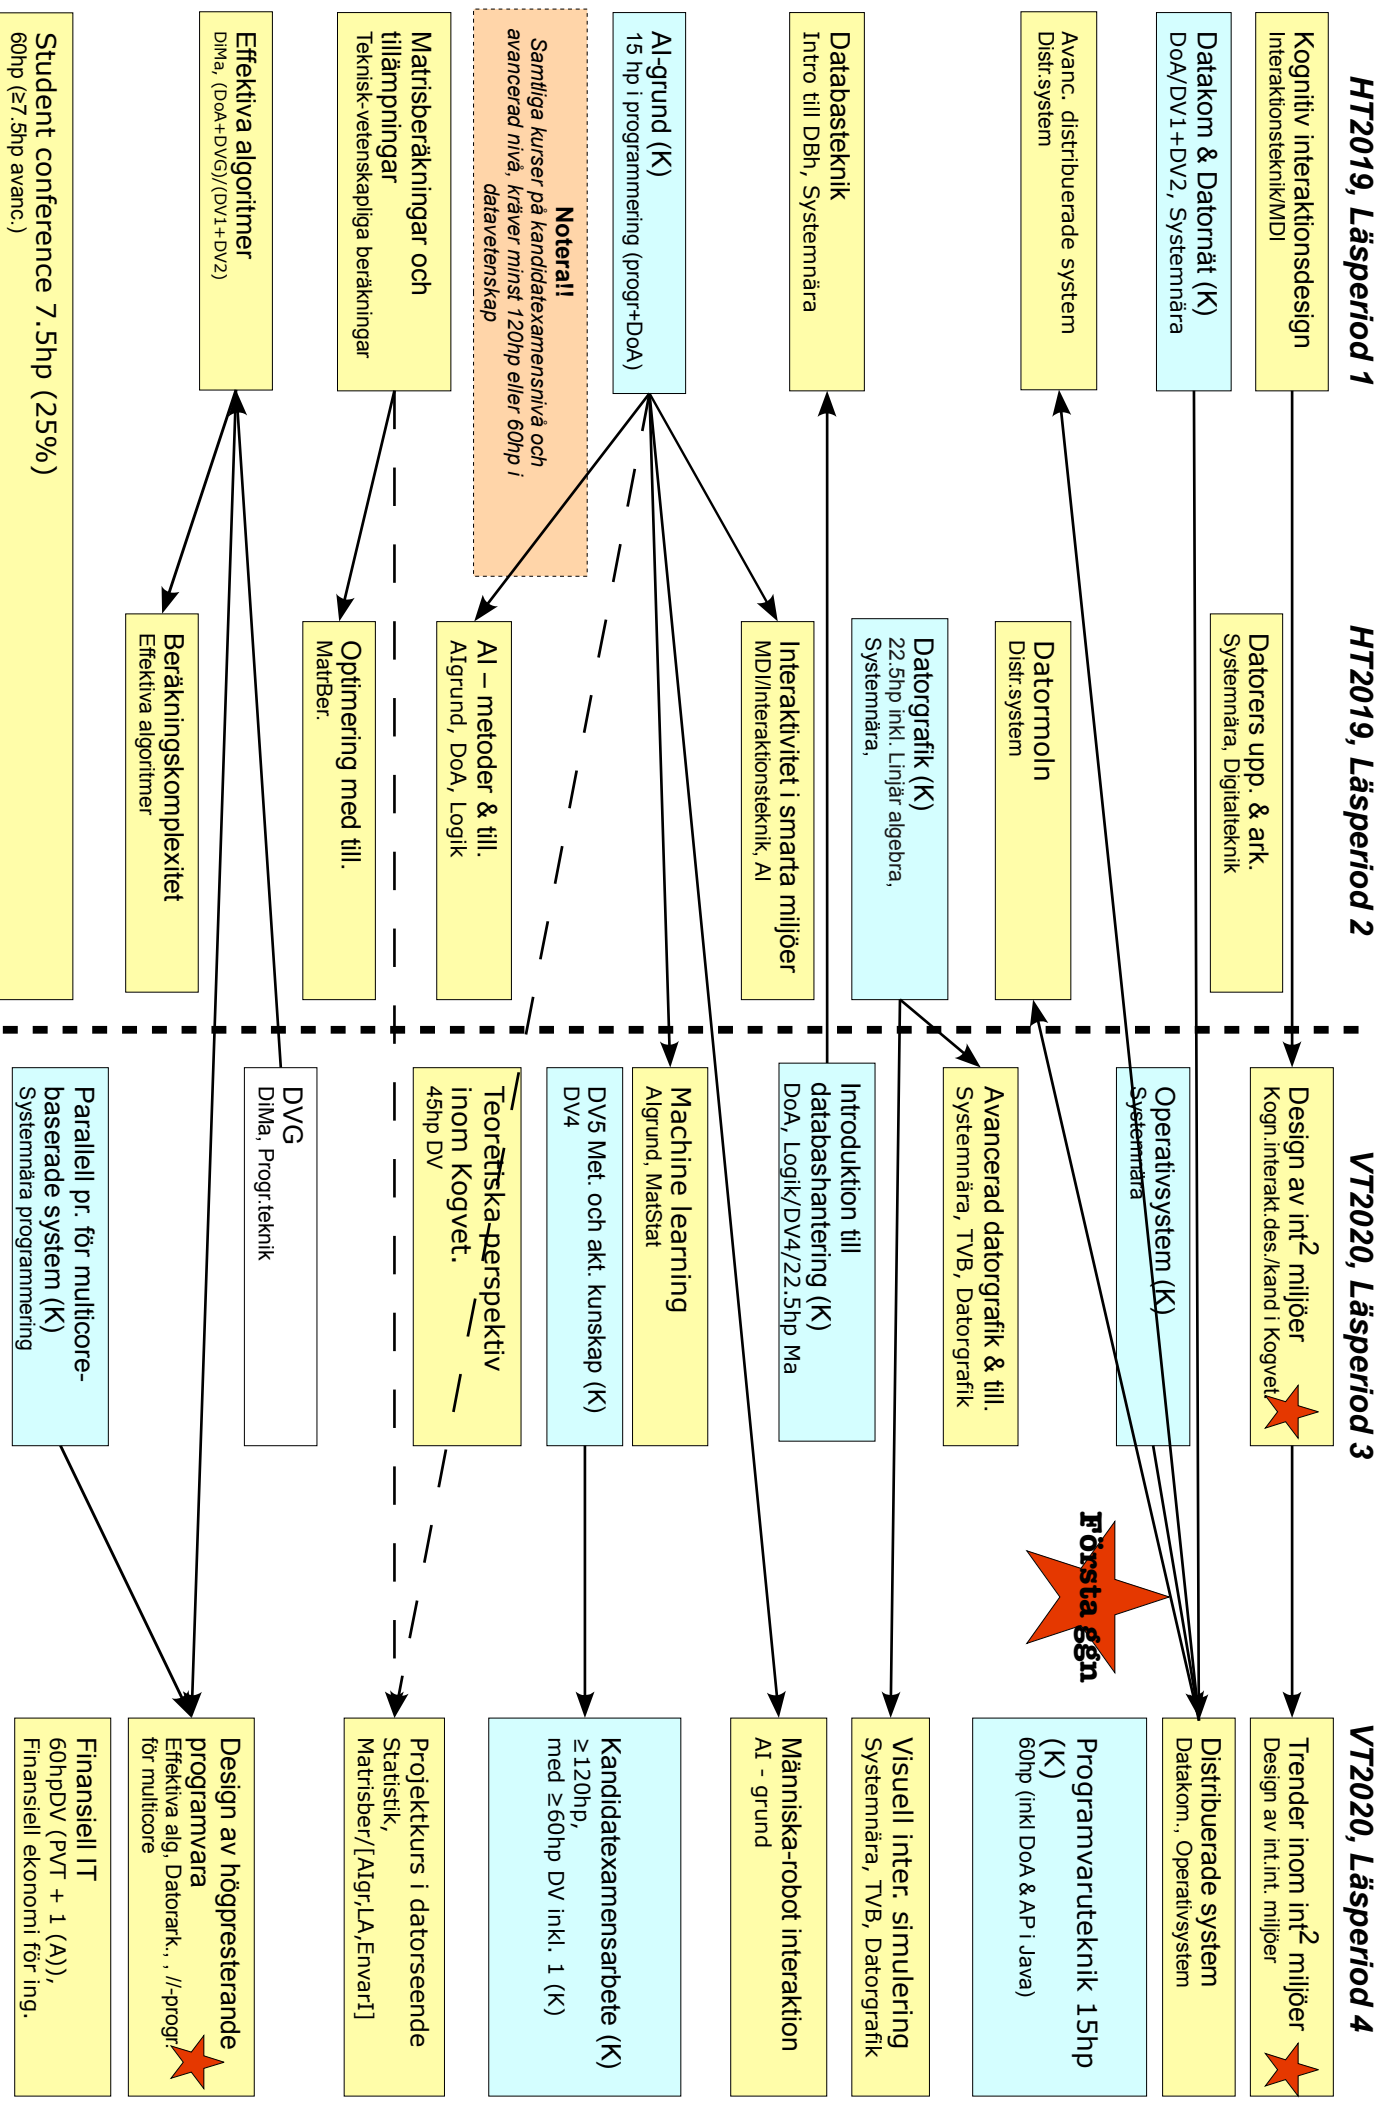 HT2019, Läsperiod 1
Kognitiv interaktionsdesign
Interaktionsteknik/MDI
Datakom & Datornät (K)
DoA/DV1+DV2, Systemnära
Avanc. distribuerade system
Distr.system
Databasteknik
Intro till DBh, Systemnära
AI-grund (K)
15 hp i programmering (progr+DoA)
Notera!!
Samtliga kurser på kandidatexamensnivå och
avancerad nivå, kräver minst 120hp eller 60hp i
datavetenskap
Matrisberäkningar och
tillämpningar
Teknisk-vetenskapliga beräkningar
Effektiva algoritmer
DiMa, (DoA+DVG)/(DV1+DV2)
Student conference 7.5hp (25%)
60hp (≥7.5hp avanc.)
HT2019, Läsperiod 2
Datorers upp. & ark.
Systemnära, Digitalteknik
Datormoln
Distr.system
Datorgrafik (K)
22.5hp inkl. Linjär algebra,
Systemnära,
Interaktivitet i smarta miljöer
MDI/Interaktionsteknik, AI
AI – metoder & till.
AIgrund, DoA, Logik
Optimering med till.
MatrBer.
Beräkningskomplexitet
Effektiva algoritmer
VT2020, Läsperiod 3
Design av int2 miljöer
Kogn.interakt.des./kand i Kogvet.
Operativsystem (K)
Systemnära
Avancerad datorgrafik & till.
Systemnära, TVB, Datorgrafik
Introduktion till
databashantering (K)
DoA, Logik/DV4/22.5hp Ma
Machine learning
AIgrund, MatStat
DV5 Met. och akt. kunskap (K)
DV4
Teoretiska perspektiv
inom Kogvet.
45hp DV
DVG
DiMa, Progr.teknik
Parallell pr. för multicore-
baserade system (K)
Systemnära programmering
VT2020, Läsperiod 4
Trender inom int2 miljöer
Design av int.int. miljöer
Distribuerade system
Datakom., Operativsystem
Första ggn
Programvaruteknik 15hp
(K)
60hp (inkl DoA & AP i Java)
Visuell inter. simulering
Systemnära, TVB, Datorgrafik
Människa-robot interaktion
AI - grund
Kandidatexamensarbete (K)
≥120hp,
med ≥60hp DV inkl. 1 (K)
Projektkurs i datorseende
Statistik,
Matrisber/[AIgr,LA,EnvarI]
Design av högpresterande
programvara
Effektiva alg, Datorark., , //-progr.
för multicore
Finansiell IT
60hpDV (PVT + 1 (A)),
Finansiell ekonomi för ing.